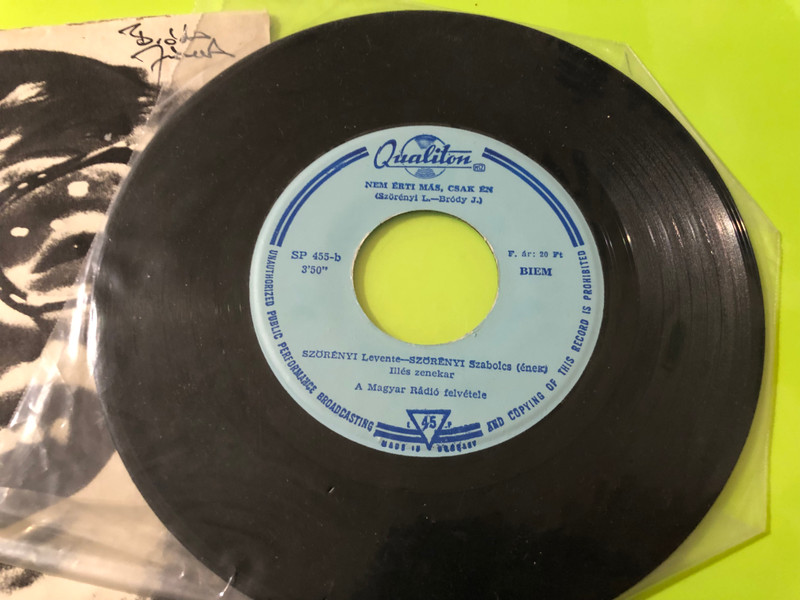 Qualiton
NEM ÉRTI MÁS, CSAK ÉN
(Szörényi L.—Bródy J.)
SP 455-b
3'50"
F. ár: 20 Ft
BIEM
SZÖRÉNYI Levente—SZÖRÉNYI Szabolcs (ének)
Illés zenekar
A Magyar Rádió felvétele
UNAUTHORIZED PUBLIC PERFORMANCE BROADCASTING AND COPYING OF THIS RECORD IS PROHIBITED
45
MADE IN HUNGARY